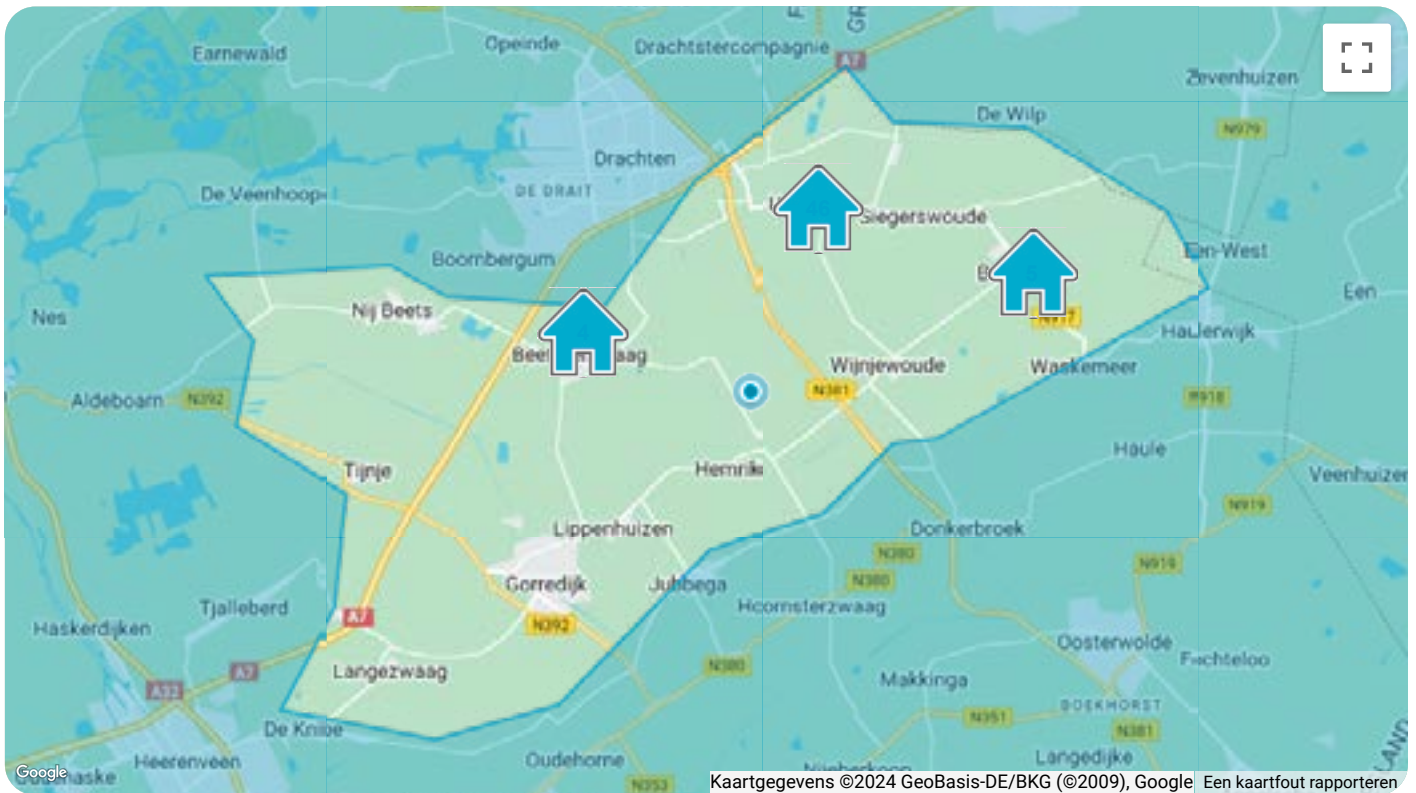 Opeinde
Drachtstercompagnie
Earnewald
A7
Zevenhuizen
De Wilp
N979
Drachten
DE DRAIT
De Veenhoop
Siegerswoude
Een-West
Boornbergum
Een
Nij Beets
Nes
N917
Haulerwijk
Wijnjewoude
Waskemeer
Aldeboarn
N392
N381
N918
Haule
Tijnje
Hemrik
Veenhuizen
N919
Lippenhuizen
Donkerbroek
N380
N919
Gorredijk
Jubbega
N380
Tjalleberd
Hoornsterzwaag
A7
N392
Haskerdijken
Oosterwolde
Fochteloo
Langezwaag
A7
N380
Makkinga
A32
BOEKHORST
N351
De Knipe
N381
Heerenveen
Oudehorne
Langedijke
Google
N353
Kaartgegevens ©2024 GeoBasis-DE/BKG (©2009), Google
Een kaartfout rapporteren